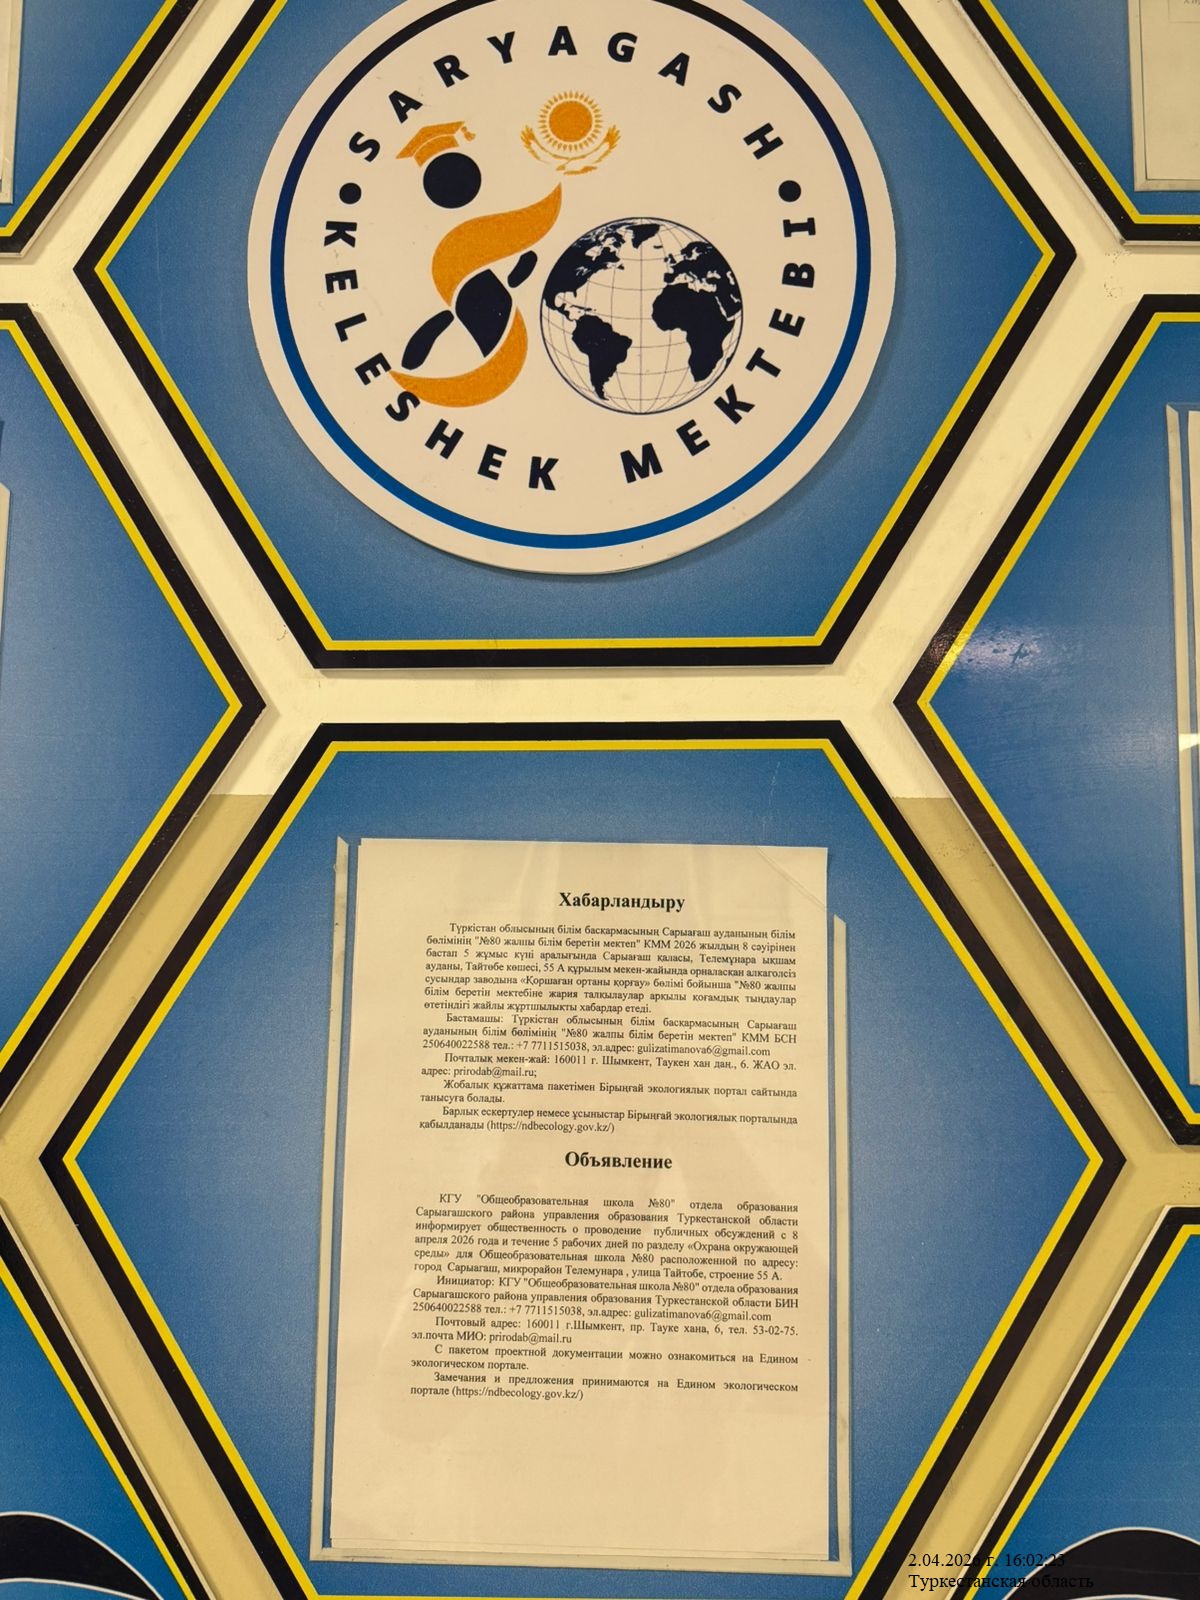 SARYAGASH
KELESHEK MEKTEBI
Хабарландыру
Түркістан облысының білім басқармасының Сарыағаш ауданының білім
бөлімінің "№80 жалпы білім беретін мектеп" КММ 2026 жылдың 8 сәуірінен
бастап 5 жұмыс күні аралығында Сарыағаш қаласы, Телемұнара ықшам
ауданы, Тайтөбе көшесі, 55 А құрылым мекен-жайында орналасқан алкаголсіз
сусындар заводына «Қоршаған ортаны қорғау» бөлімі бойынша "№80 жалпы
білім беретін мектебіне жария талқылаулар арқылы қоғамдық тыңдаулар
өтетіндігі жайлы жұртшылықты хабардар етеді.
Бастамашы: Түркістан облысының білім басқармасының Сарыағаш
ауданының білім бөлімінің "№80 жалпы білім беретін мектеп" КММ БСН
250640022588 тел.: +7 7711515038, эл.адрес: gulizatimanova6@gmail.com
Почталық мекен-жай: 160011 г. Шымкент, Таукен хан даң., 6. ЖАО эл.
адрес: prirodab@mail.ru;
Жобалық құжаттама пакетімен Бірыңғай экологиялық портал сайтында
танысуға болады.
Барлық ескертулер немесе ұсыныстар Бірыңғай экологиялық порталында
қабылданады (https://ndbecology.gov.kz/)
Объявление
КГУ "Общеобразовательная школа №80" отдела образования
Сарыагашского района управления образования Туркестанской области
информирует общественность о проводение публичных обсуждений с 8
апреля 2026 года и течение 5 рабочих дней по разделу «Охрана окружающей
среды» для Общеобразовательная школа №80 расположенной по адресу:
город Сарыагаш, микрорайон Телемунара , улица Тайтобе, строение 55 А.
Инициатор: КГУ "Общеобразовательная школа №80" отдела образования
Сарыагашского района управления образования Туркестанской области БИН
250640022588 тел.: +7 7711515038, эл.адрес: gulizatimanova6@gmail.com
Почтовый адрес: 160011 г.Шымкент, пр. Тауке хана, 6, тел. 53-02-75.
эл.почта МИО: prirodab@mail.ru
С пакетом проектной документации можно ознакомиться на Едином
экологическом портале.
Замечания и предложения принимаются на Едином экологическом
портале (https://ndbecology.gov.kz/)
2.04.2026 г. 16:02:23
Туркестанская область